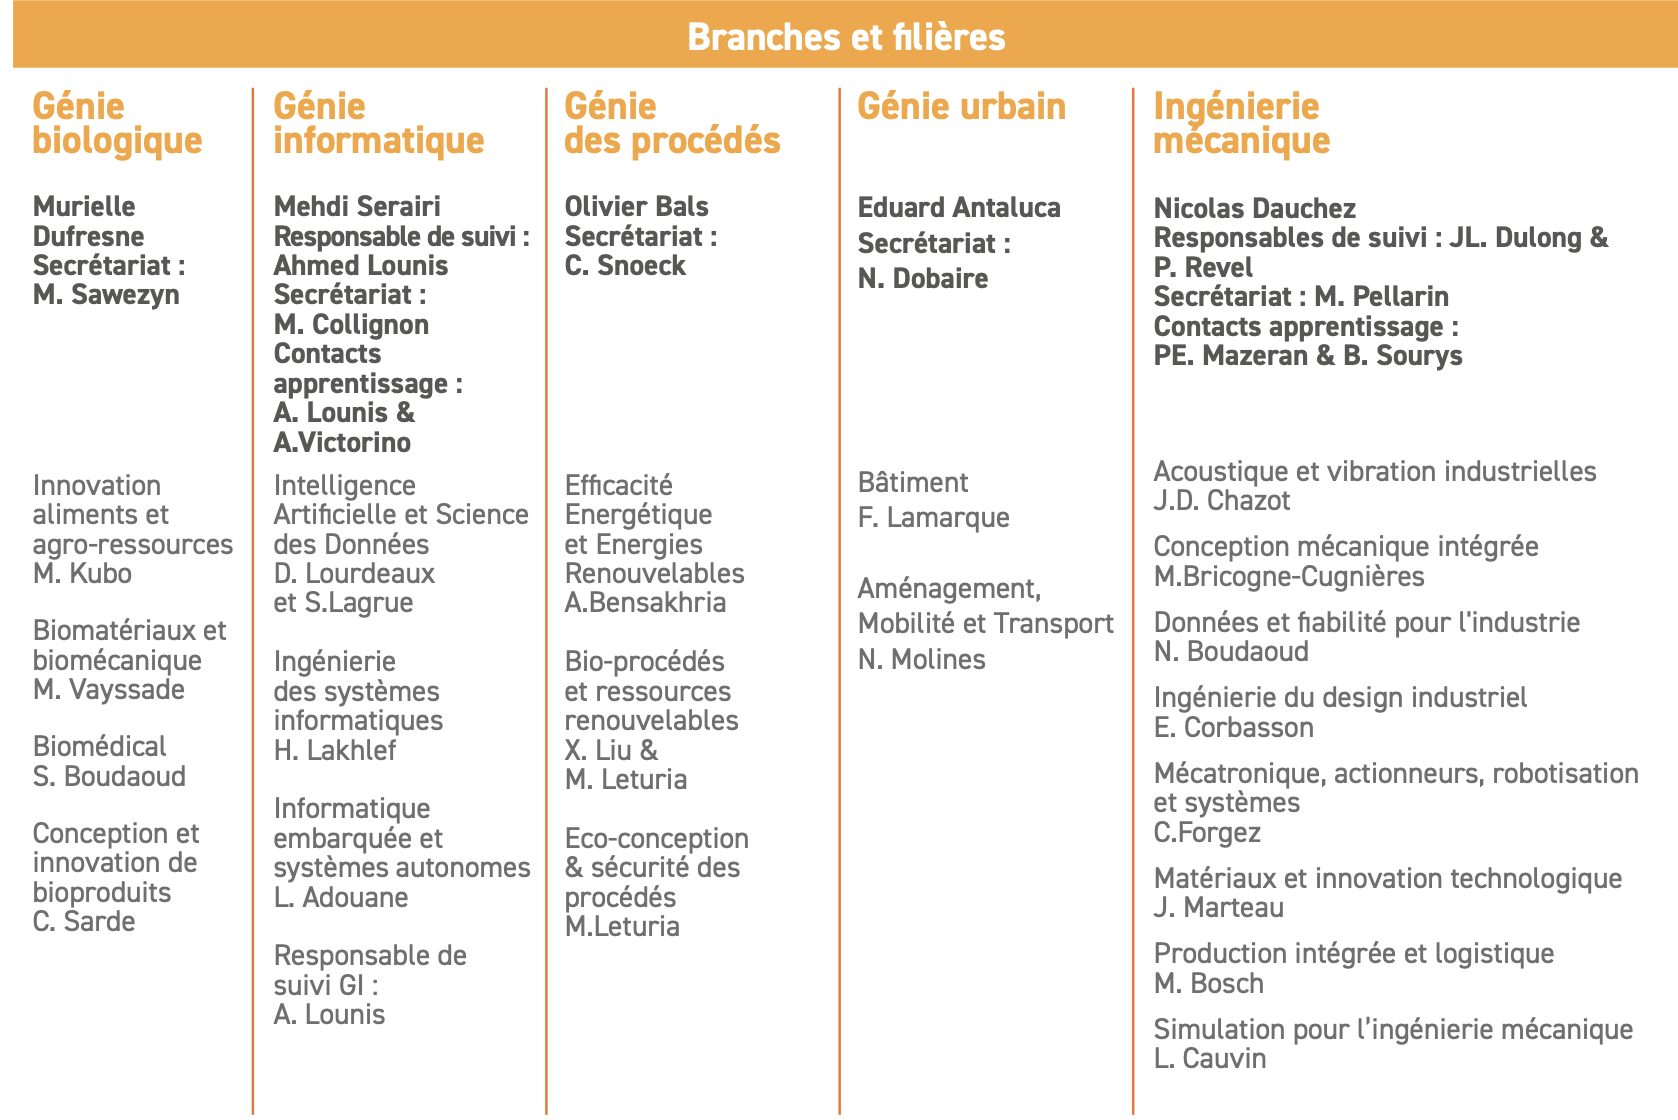 Branches et filières
Génie
biologique
Murielle
Dufresne
Secrétariat :
M. Sawezyn
Innovation
aliments et
agro-ressources
M. Kubo
Biomatériaux et
biomécanique
M. Vayssade
Biomédical
S. Boudaoud
Conception et
innovation de
bioproduits
C. Sarde
Génie
informatique
Mehdi Serairi
Responsable de suivi :
Ahmed Lounis
Secrétariat :
M. Collignon
Contacts
apprentissage :
A. Lounis &
A.Victorino
Intelligence
Artificielle et Science
des Données
D. Lourdeaux
et S.Lagrue
Ingénierie
des systèmes
informatiques
H. Lakhlef
Informatique
embarquée et
systèmes autonomes
L. Adouane
Responsable de
suivi GI :
A. Lounis
Génie
des procédés
Olivier Bals
Secrétariat :
C. Snoeck
Efficacité
Energétique
et Energies
Renouvelables
A.Bensakhria
Bio-procédés
et ressources
renouvelables
X. Liu &
M. Leturia
Eco-conception
& sécurité des
procédés
M.Leturia
Génie urbain
Eduard Antaluca
Secrétariat :
N. Dobaire
Bâtiment
F. Lamarque
Aménagement,
Mobilité et Transport
N. Molines
Ingénierie
mécanique
Nicolas Dauchez
Responsables de suivi : JL. Dulong &
P. Revel
Secrétariat : M. Pellarin
Contacts apprentissage :
PE. Mazeran & B. Sourys
Acoustique et vibration industrielles
J.D. Chazot
Conception mécanique intégrée
M.Bricogne-Cugnières
Données et fiabilité pour l'industrie
N. Boudaoud
Ingénierie du design industriel
E. Corbasson
Mécatronique, actionneurs, robotisation
et systèmes
C.Forgez
Matériaux et innovation technologique
J. Marteau
Production intégrée et logistique
M. Bosch
Simulation pour l’ingénierie mécanique
L. Cauvin